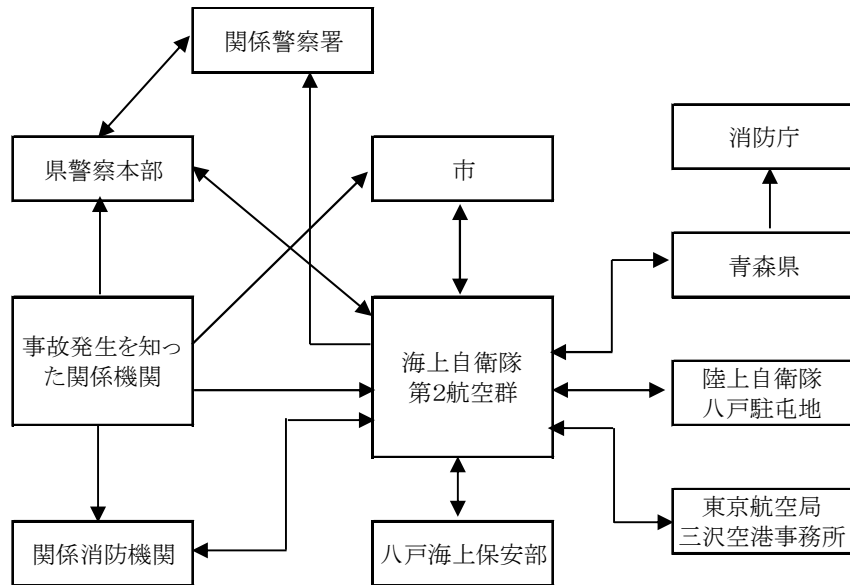 関係警察署
県警察本部
市
消防庁
青森県
事故発生を知っ
た関係機関
海上自衛隊
第2航空群
陸上自衛隊
八戸駐屯地
関係消防機関
八戸海上保安部
東京航空局
三沢空港事務所